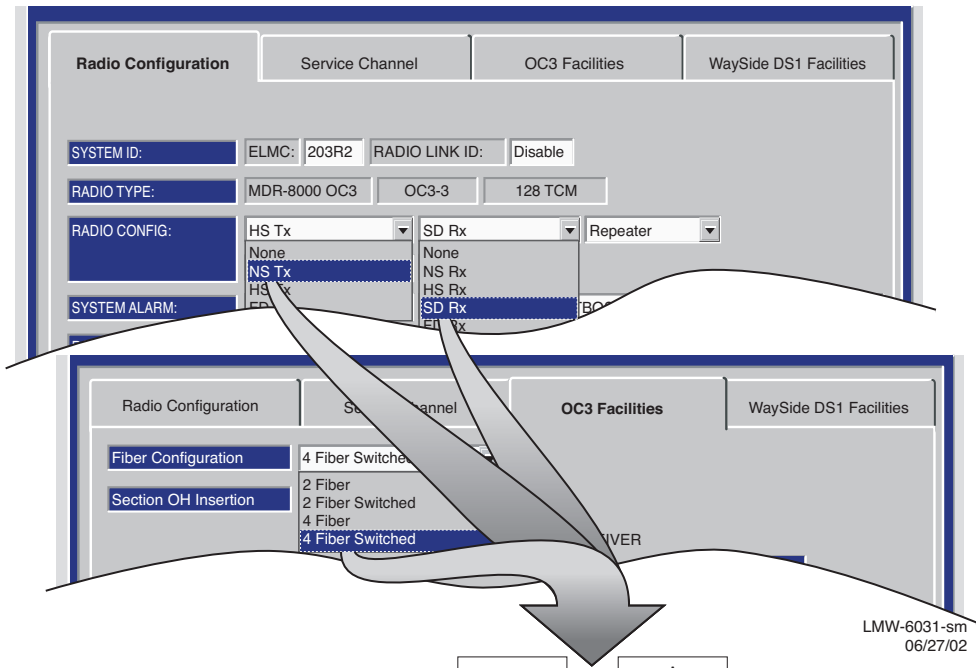 Radio Configuration Service Channel OC3 Facilities WaySide DS1 Facilities
SYSTEM ID: ELMC: 203R2 RADIO LINK ID: Disable
RADIO TYPE: MDR-8000 OC3 OC3-3 128 TCM
RADIO CONFIG: HS Tx SD Rx Repeater
None None
NS Tx NS Rx
HS Tx HS Rx
SYSTEM ALARM: SD Rx
Radio Configuration OC3 Facilities WaySide DS1 Facilities
Fiber Configuration 4 Fiber Switched
2 Fiber
Section OH Insertion 2 Fiber Switched
4 Fiber
4 Fiber Switched
LMW-6031-sm
06/27/02